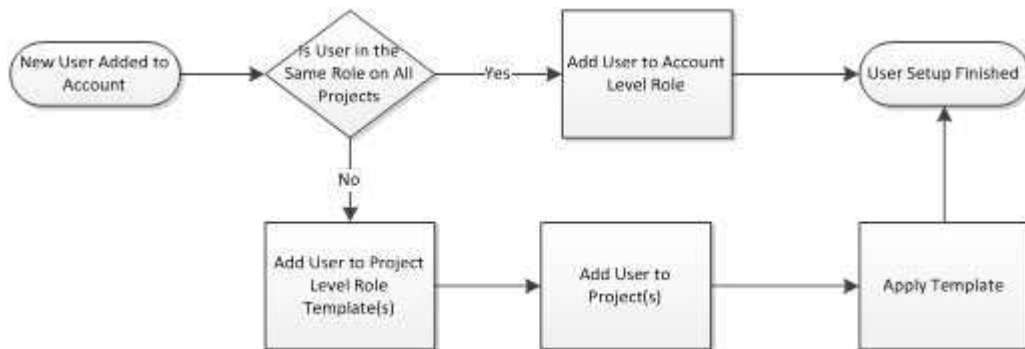 New User Added to
Account
Is User in the
Same Role on All
Projects
Yes
Add User to Account
Level Role
User Setup Finished
No
Add User to Project
Level Role
Template(s)
Add User to
Project(s)
Apply Template